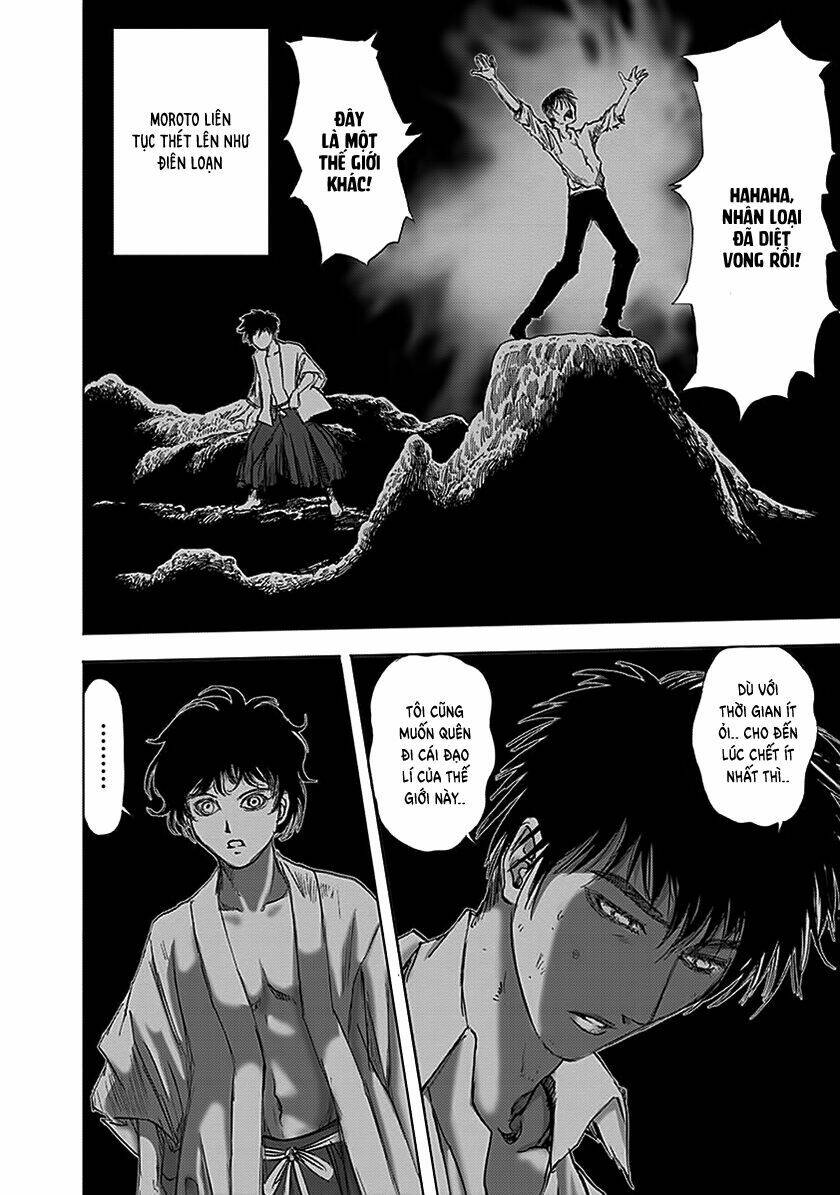 HAHAHA,
NHÂN LOẠI
ĐÃ DIỆT
VONG RỒI!
ĐÂY
LÀ MỘT
THẾ GIỚI
KHÁC!
MOROTO LIÊN
TỤC THÉT LÊN NHƯ
ĐIÊN LOẠN
DÙ VỚI
THỜI GIAN ÍT
ỎI.. CHO ĐẾN
LÚC CHẾT ÍT
NHẤT THÌ..
TÔI CŨNG
MUỐN QUÊN
ĐI CÁI ĐẠO
LÍ CỦA THẾ
GIỚI NÀY..
.........